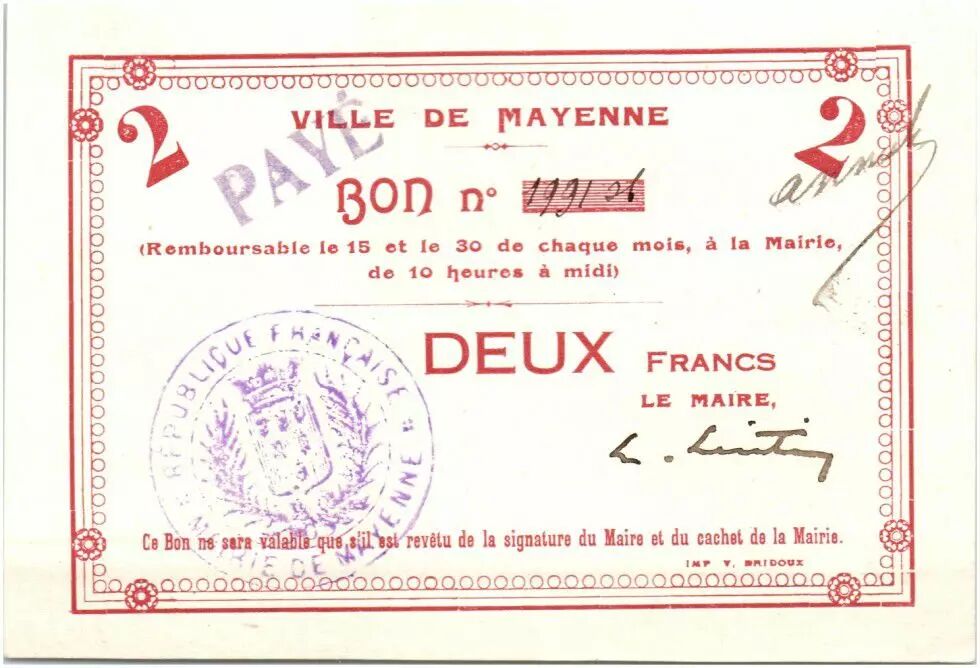 2 VILLE DE MAYENNE 2
PAYÉ
BON nº
(Remboursable le 15 et le 30 de chaque mois, à la Mairie,
de 10 heures à midi)
DEUX FRANCS
LE MAIRE,
RÉPUBLIQUE FRANÇAISE
MAIRIE DE MAYENNE
Ce Bon ne sera valable que s'il est revêtu de la signature du Maire et du cachet de la Mairie.
IMP V. BRIDOUX